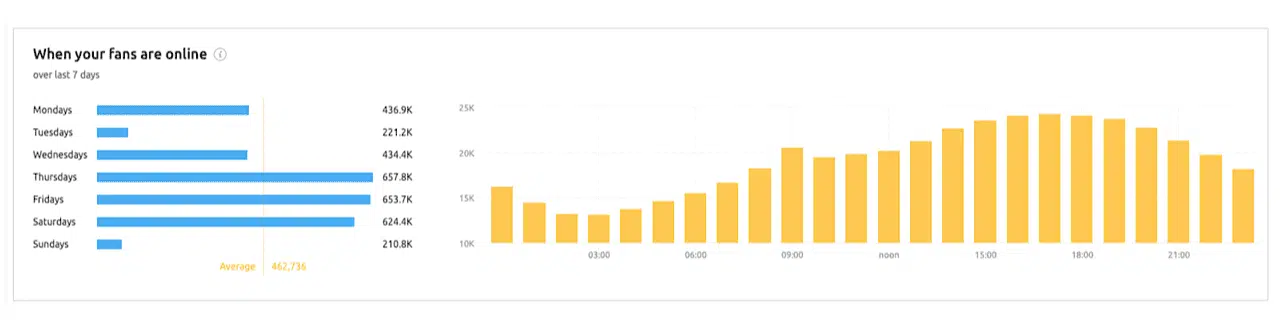 When your fans are online
over last 7 days
Mondays 436.9K
Tuesdays 221.2K
Wednesdays 434.4K
Thursdays 657.8K
Fridays 653.7K
Saturdays 624.4K
Sundays 210.8K
Average 462,736
25K
20K
15K
10K
03:00 06:00 09:00 noon 15:00 18:00 21:00